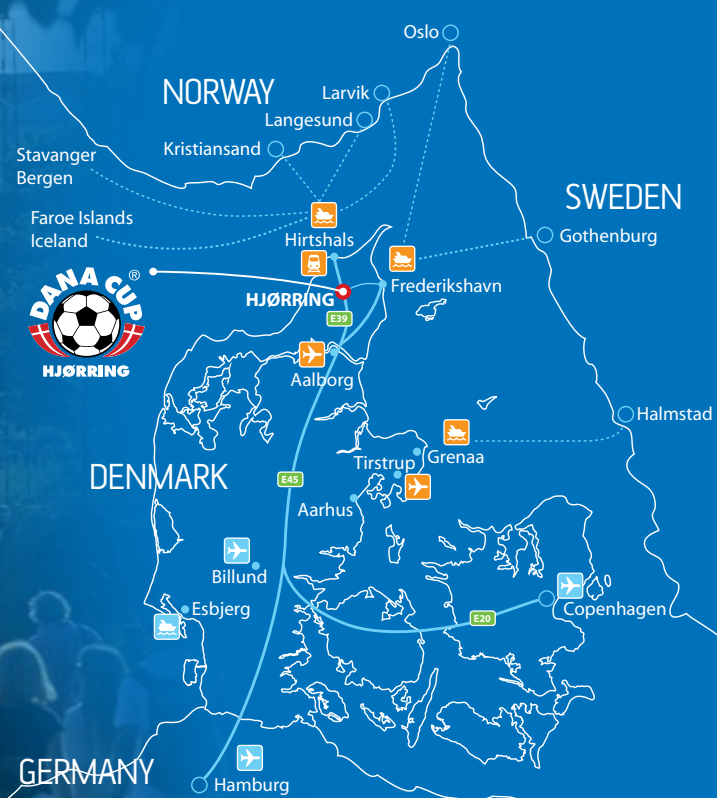 Oslo
NORWAY
Larvik
Langesund
Kristiansand
Stavanger
Bergen
SWEDEN
Faroe Islands
Iceland
Gothenburg
Hirtshals
DANA CUP ®
HJØRRING
Frederikshavn
HJØRRING
E39
Aalborg
Halmstad
Grenaa
Tirstrup
DENMARK
E45
Aarhus
Billund
Esbjerg
Copenhagen
E20
GERMANY
Hamburg